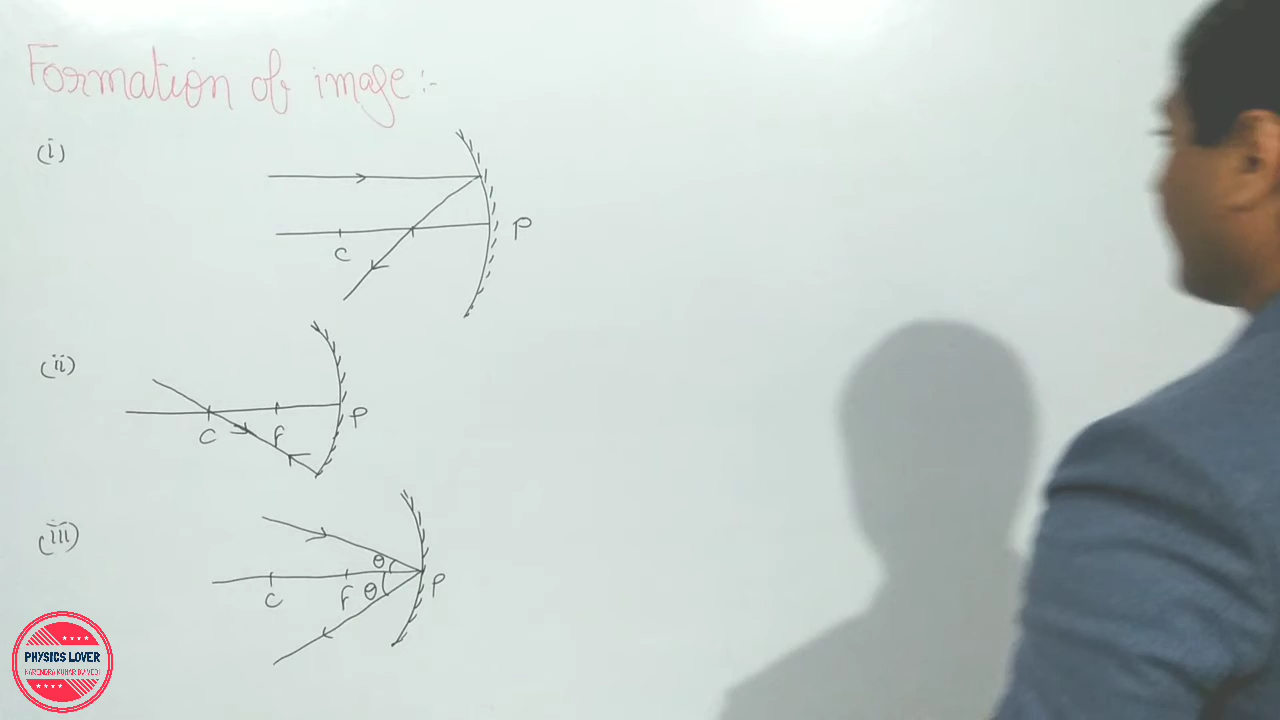 Formation of image :-
(i)
C
P
(ii)
C F P
(iii)
θ
C F θ P
PHYSICS LOVER